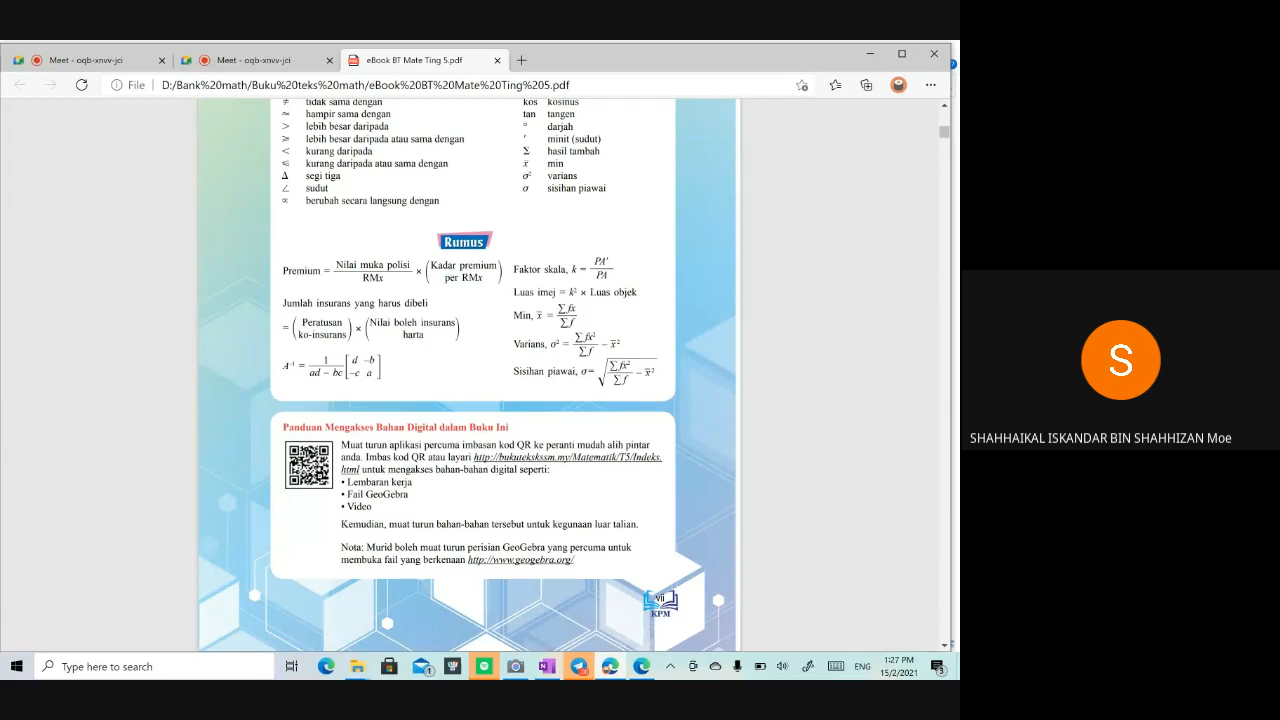 Meet - oqb-xnvv-jci
Meet - oqb-xnvv-jci
eBook BT Mate Ting 5.pdf
File D:/Bank%20math/Buku%20teks%20math/eBook%20BT%20Mate%20Ting%205.pdf
≠ tidak sama dengan
≈ hampir sama dengan
> lebih besar daripada
⩾ lebih besar daripada atau sama dengan
< kurang daripada
⩽ kurang daripada atau sama dengan
Δ segi tiga
∠ sudut
∝ berubah secara langsung dengan
kos kosinus
tan tangen
° darjah
′ minit (sudut)
Σ hasil tambah
x̄ min
σ² varians
σ sisihan piawai
Rumus
Premium = Nilai muka polisi / RMx × (Kadar premium per RMx)
Jumlah insurans yang harus dibeli
= (Peratusan ko-insurans) × (Nilai boleh insurans harta)
A⁻¹ = 1 / ad − bc [d −b −c a]
Faktor skala, k = PA′ / PA
Luas imej = k² × Luas objek
Min, x̄ = ∑fx / ∑f
Varians, σ² = ∑fx² / ∑f − x̄²
Sisihan piawai, σ = √(∑fx² / ∑f − x̄²)
Panduan Mengakses Bahan Digital dalam Buku Ini
Muat turun aplikasi percuma imbasan kod QR ke peranti mudah alih pintar
anda. Imbas kod QR atau layari http://bukutekskssm.my/Matematik/T5/Indeks.
html untuk mengakses bahan-bahan digital seperti:
• Lembaran kerja
• Fail GeoGebra
• Video
Kemudian, muat turun bahan-bahan tersebut untuk kegunaan luar talian.
Nota: Murid boleh muat turun perisian GeoGebra yang percuma untuk
membuka fail yang berkenaan http://www.geogebra.org/
vii
KPM
S
SHAHHAIKAL ISKANDAR BIN SHAHHIZAN Moe
Type here to search
ENG
1:27 PM
15/2/2021